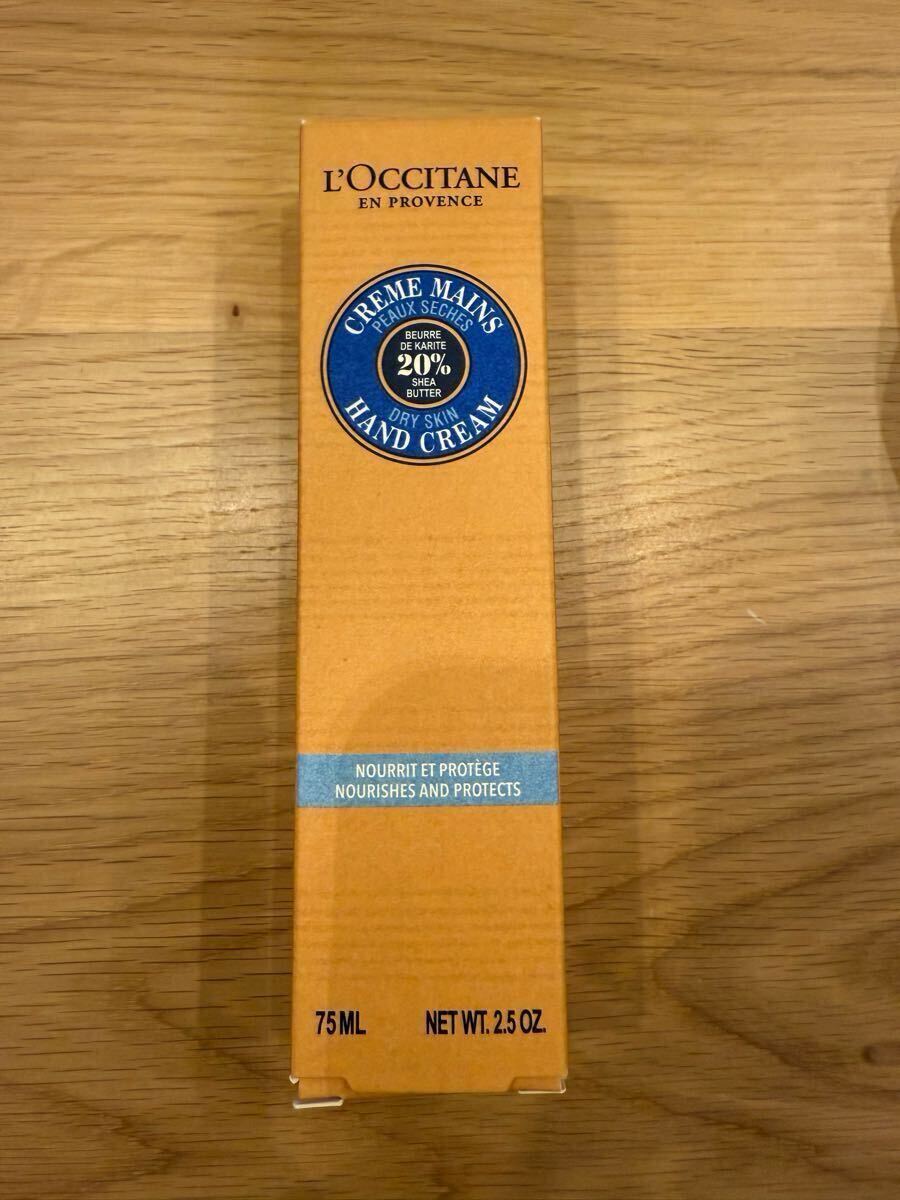 L'OCCITANE
EN PROVENCE
CREME MAINS
PEAUX SECHES
BEURRE
DE KARITE
20%
SHEA
BUTTER
DRY SKIN
HAND CREAM
NOURRIT ET PROTÈGE
NOURISHES AND PROTECTS
75 ML NET WT. 2.5 OZ.